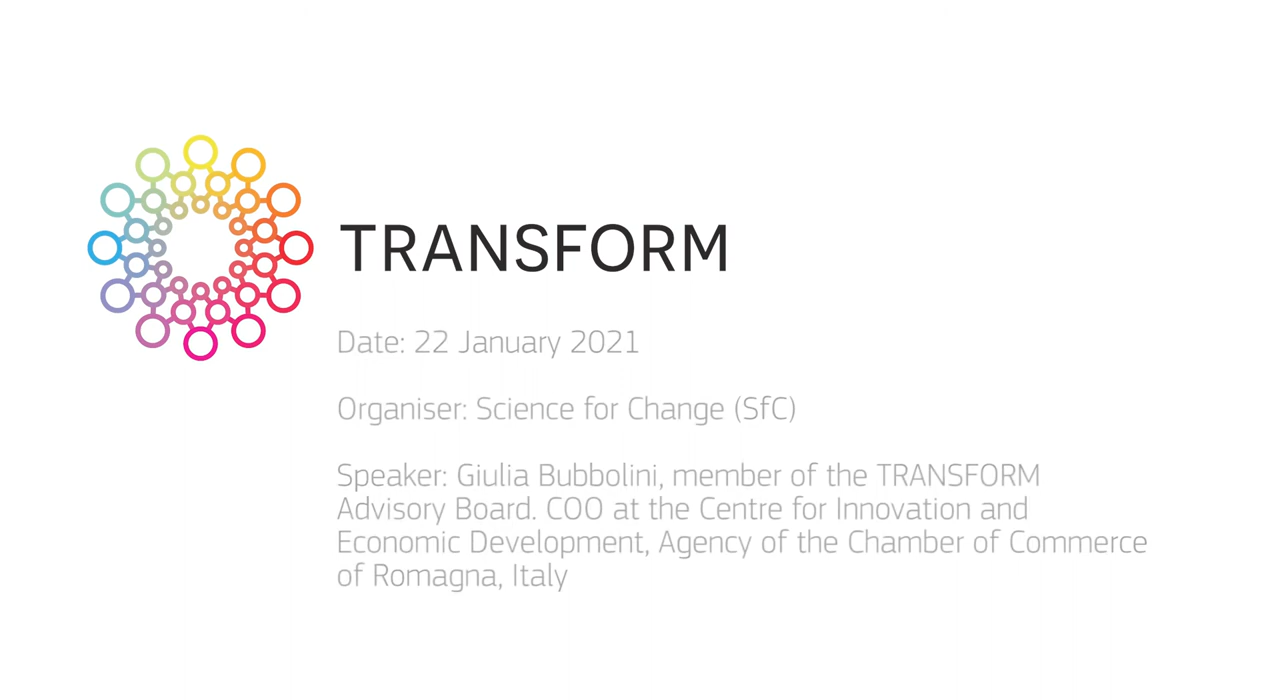 TRANSFORM
Date: 22 January 2021
Organiser: Science for Change (SfC)
Speaker: Giulia Bubbolini, member of the TRANSFORM
Advisory Board. COO at the Centre for Innovation and
Economic Development, Agency of the Chamber of Commerce
of Romagna, Italy